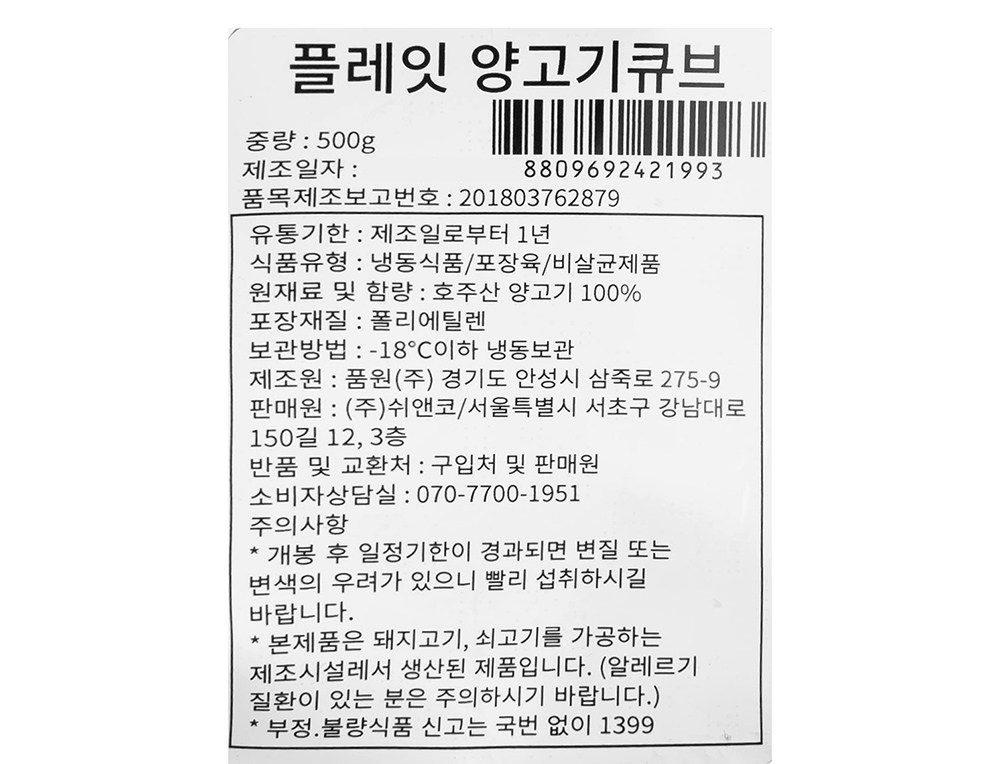 플레잇 양고기큐브
중량 : 500g
8809692421993
제조일자 :
품목제조보고번호 : 201803762879
유통기한 : 제조일로부터 1년
식품유형 : 냉동식품/포장육/비살균제품
원재료 및 함량 : 호주산 양고기 100%
포장재질 : 폴리에틸렌
보관방법 : -18°C이하 냉동보관
제조원 : 품원(주) 경기도 안성시 삼죽로 275-9
판매원 : (주)쉬앤코/서울특별시 서초구 강남대로
150길 12, 3층
반품 및 교환처 : 구입처 및 판매원
소비자상담실 : 070-7700-1951
주의사항
* 개봉 후 일정기한이 경과되면 변질 또는
변색의 우려가 있으니 빨리 섭취하시길
바랍니다.
* 본제품은 돼지고기, 쇠고기를 가공하는
제조시설레서 생산된 제품입니다. (알레르기
질환이 있는 분은 주의하시기 바랍니다.)
* 부정.불량식품 신고는 국번 없이 1399